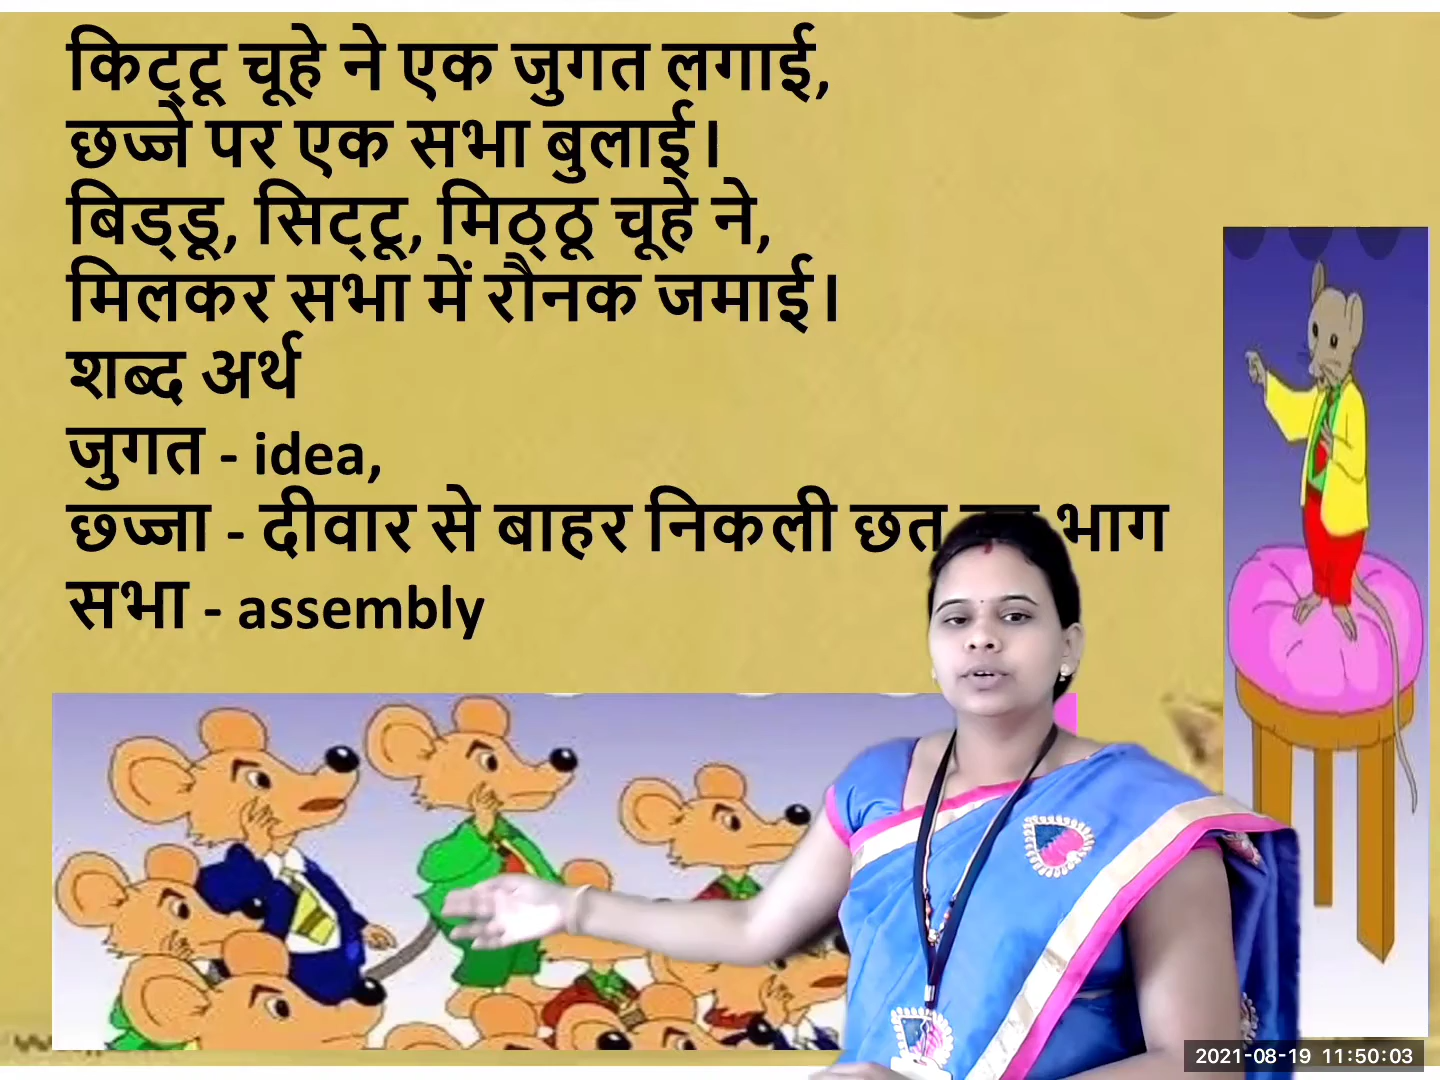 किट्टू चूहे ने एक जुगत लगाई,
छज्जे पर एक सभा बुलाई।
बिड्डू, सिट्टू, मिठ्ठू चूहे ने,
मिलकर सभा में रौनक जमाई।
शब्द अर्थ
जुगत - idea,
छज्जा - दीवार से बाहर निकली छत भाग
सभा - assembly
2021-08-19 11:50:03